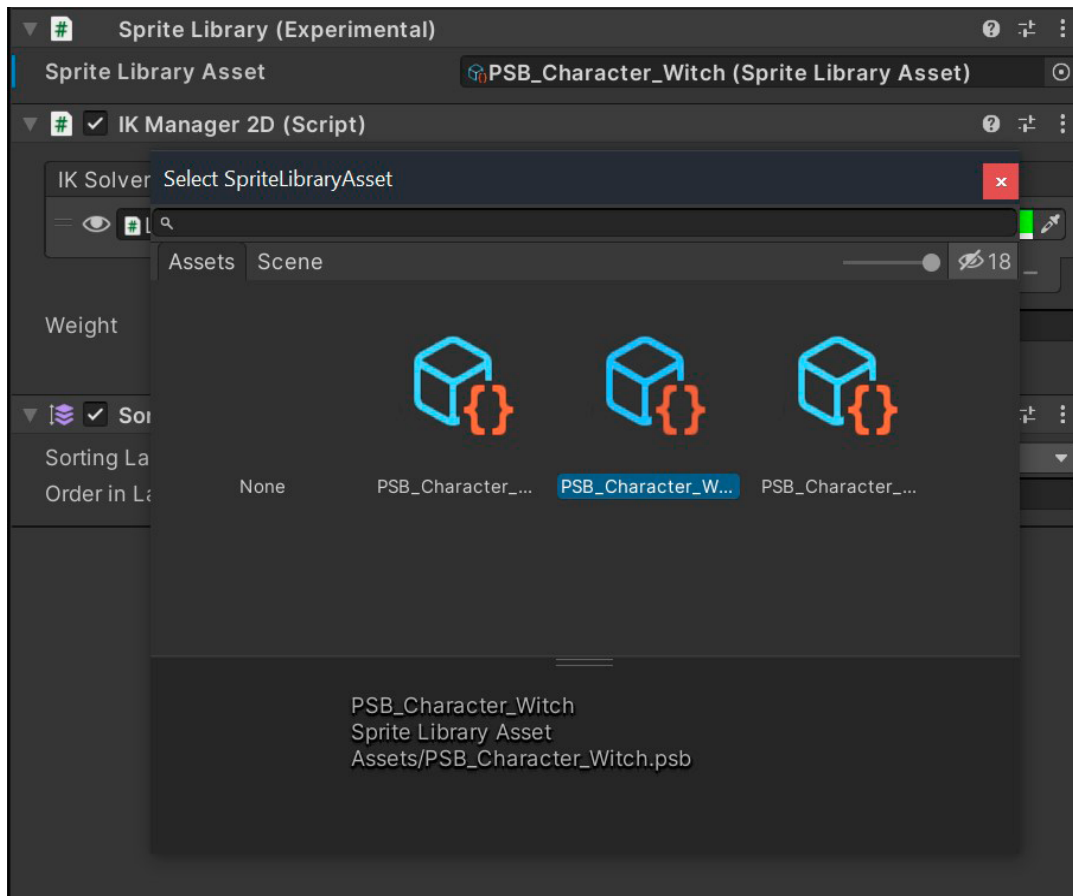 Sprite Library (Experimental)
Sprite Library Asset
PSB_Character_Witch (Sprite Library Asset)
IK Manager 2D (Script)
IK Solver
Select SpriteLibraryAsset
Assets Scene
18
Weight
Sor
Sorting La
Order in La
None
PSB_Character_...
PSB_Character_W...
PSB_Character_...
PSB_Character_Witch
Sprite Library Asset
Assets/PSB_Character_Witch.psb